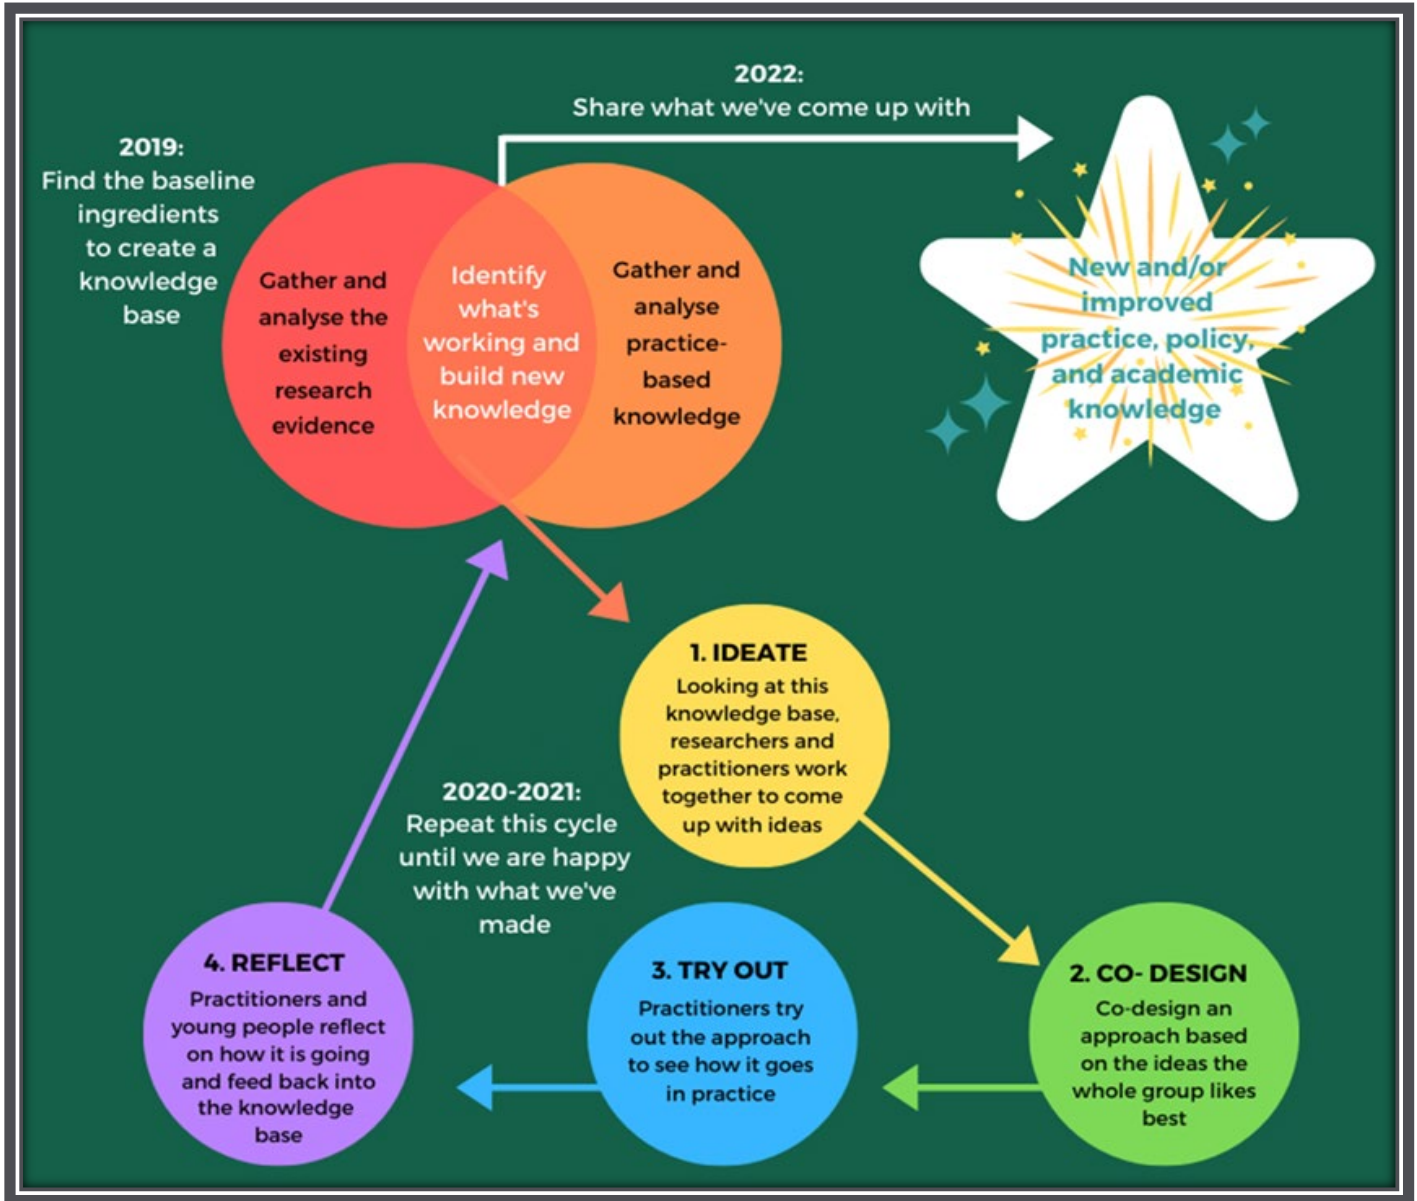 2022:
Share what we've come up with
2019:
Find the baseline
ingredients
to create a
knowledge
base
Gather and
analyse the
existing
research
evidence
Identify
what's
working and
build new
knowledge
Gather and
analyse
practice-
based
knowledge
New and/or
improved
practice, policy,
and academic
knowledge
1. IDEATE
Looking at this
knowledge base,
researchers and
practitioners work
together to come
up with ideas
2020-2021:
Repeat this cycle
until we are happy
with what we've
made
2. CO- DESIGN
Co-design an
approach based
on the ideas the
whole group likes
best
3. TRY OUT
Practitioners try
out the approach
to see how it goes
in practice
4. REFLECT
Practitioners and
young people reflect
on how it is going
and feed back into
the knowledge
base